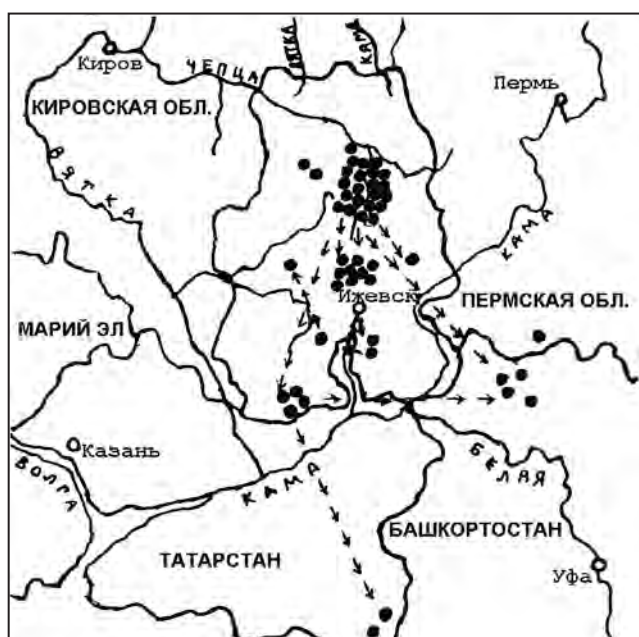 Киров
ЧЕПЦА
ВЯТКА
КАМА
Пермь
КИРОВСКАЯ ОБЛ.
ВЯТКА
КАМА
Ижевск
ПЕРМСКАЯ ОБЛ.
МАРИЙ ЭЛ
Казань
ВОЛГА
КАМА
БЕЛАЯ
БАШКОРТОСТАН
ТАТАРСТАН
Уфа